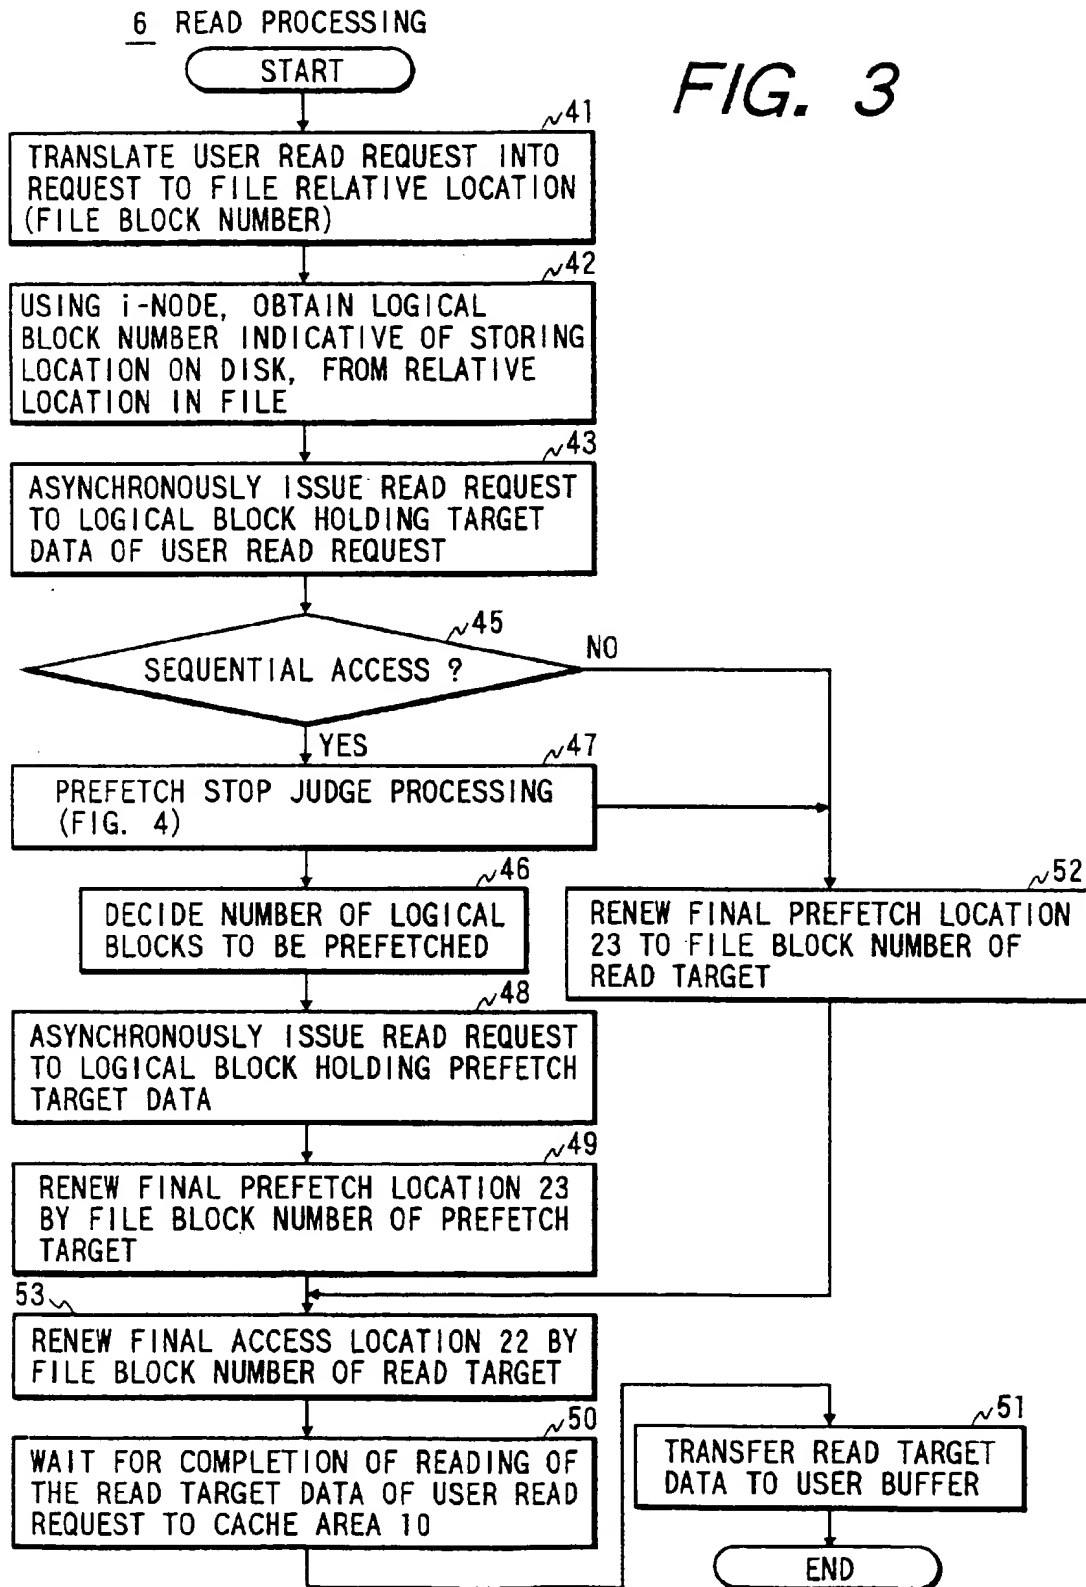 6 READ PROCESSING
FIG. 3
START
41
TRANSLATE USER READ REQUEST INTO
REQUEST TO FILE RELATIVE LOCATION
(FILE BLOCK NUMBER)
42
USING i-NODE, OBTAIN LOGICAL
BLOCK NUMBER INDICATIVE OF STORING
LOCATION ON DISK, FROM RELATIVE
LOCATION IN FILE
43
ASYNCHRONOUSLY ISSUE READ REQUEST
TO LOGICAL BLOCK HOLDING TARGET
DATA OF USER READ REQUEST
45
SEQUENTIAL ACCESS ?
NO
YES
47
PREFETCH STOP JUDGE PROCESSING
(FIG. 4)
46
DECIDE NUMBER OF LOGICAL
BLOCKS TO BE PREFETCHED
52
RENEW FINAL PREFETCH LOCATION
23 TO FILE BLOCK NUMBER OF
READ TARGET
48
ASYNCHRONOUSLY ISSUE READ REQUEST
TO LOGICAL BLOCK HOLDING PREFETCH
TARGET DATA
49
RENEW FINAL PREFETCH LOCATION 23
BY FILE BLOCK NUMBER OF PREFETCH
TARGET
53
RENEW FINAL ACCESS LOCATION 22 BY
FILE BLOCK NUMBER OF READ TARGET
50
WAIT FOR COMPLETION OF READING OF
THE READ TARGET DATA OF USER READ
REQUEST TO CACHE AREA 10
51
TRANSFER READ TARGET
DATA TO USER BUFFER
END